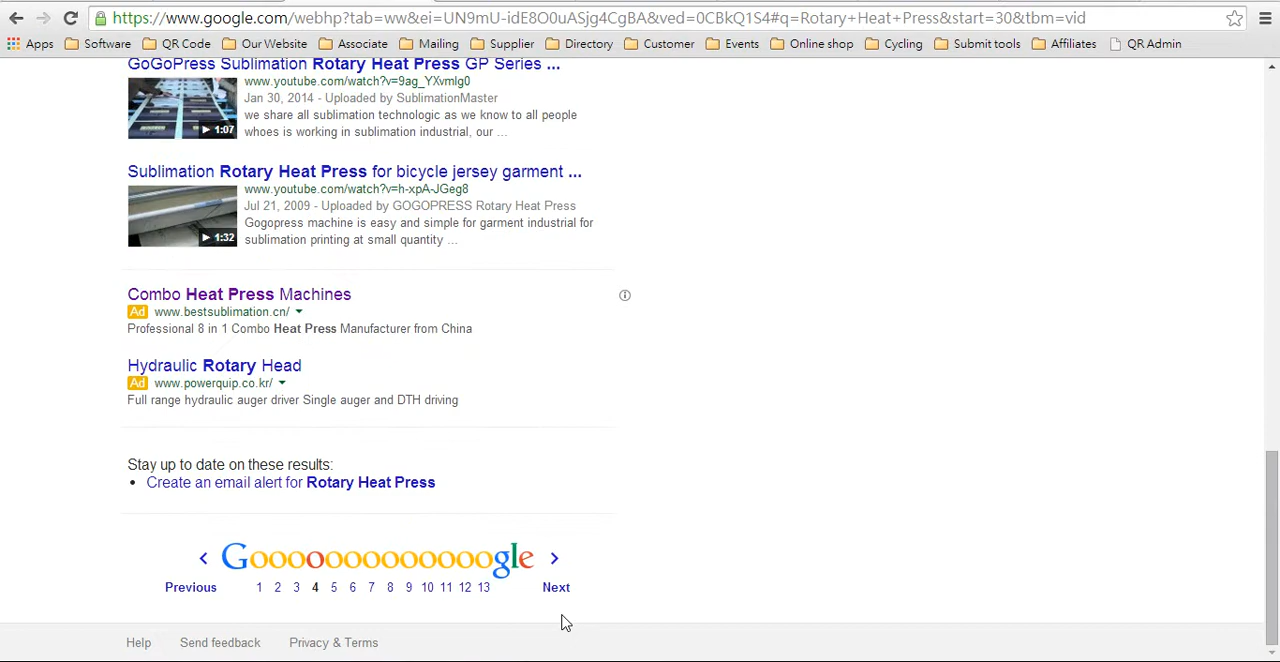 https://www.google.com/webhp?tab=ww&ei=UN9mU-idE8O0uASjg4CgBA&ved=0CBkQ1S4#q=Rotary+Heat+Press&start=30&tbm=vid
Apps Software QR Code Our Website Associate Mailing Supplier Directory Customer Events Online shop Cycling Submit tools Affiliates QR Admin
GoGoPress Sublimation Rotary Heat Press GP Series ...
www.youtube.com/watch?v=9ag_YXvmlg0
Jan 30, 2014 - Uploaded by SublimationMaster
we share all sublimation technologic as we know to all people
whoes is working in sublimation industrial, our ...
1:07
Sublimation Rotary Heat Press for bicycle jersey garment ...
www.youtube.com/watch?v=h-xpA-JGeg8
Jul 21, 2009 - Uploaded by GOGOPRESS Rotary Heat Press
Gogopress machine is easy and simple for garment industrial for
sublimation printing at small quantity ...
1:32
Combo Heat Press Machines
Ad www.bestsublimation.cn/
Professional 8 in 1 Combo Heat Press Manufacturer from China
Hydraulic Rotary Head
Ad www.powerquip.co.kr/
Full range hydraulic auger driver Single auger and DTH driving
Stay up to date on these results:
• Create an email alert for Rotary Heat Press
Goooooooooooooogle
Previous 1 2 3 4 5 6 7 8 9 10 11 12 13 Next
Help Send feedback Privacy & Terms